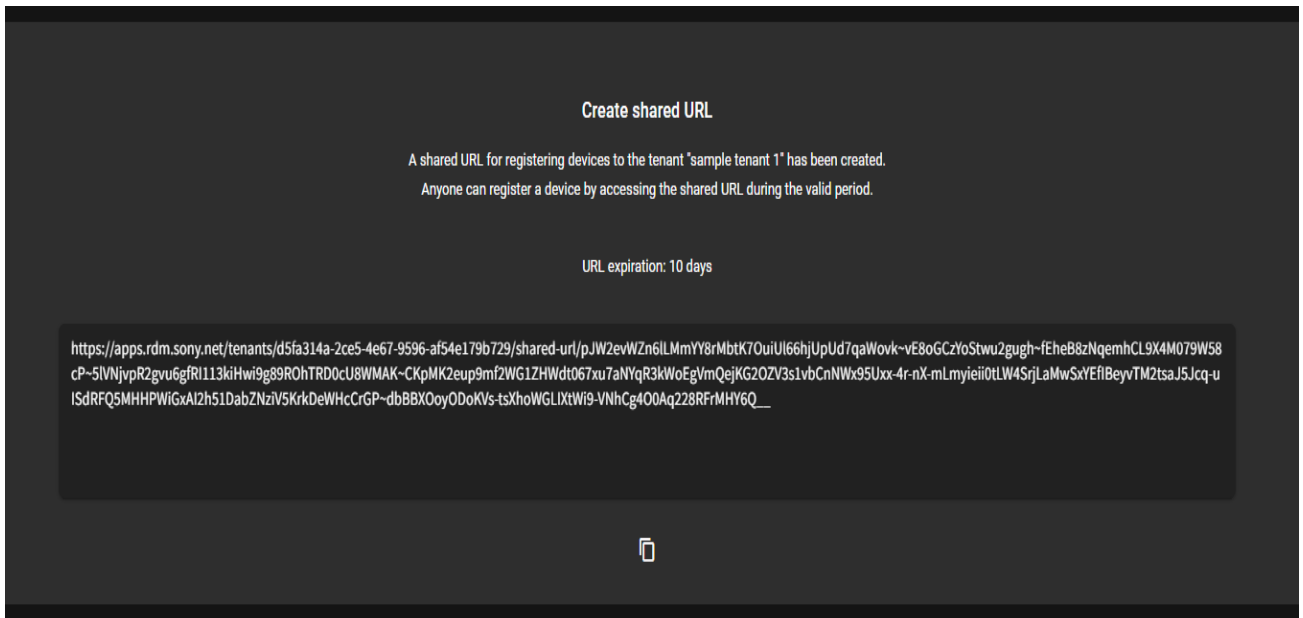 Create shared URL
A shared URL for registering devices to the tenant "sample tenant 1" has been created.
Anyone can register a device by accessing the shared URL during the valid period.
URL expiration: 10 days
https://apps.rdm.sony.net/tenants/d5fa314a-2ce5-4e67-9596-af54e179b729/shared-url/pJW2evWZn6lLMmYY8rMbtK7OuiUl66hjUpUd7qaWovk~vE8oGCzYoStwu2gugh~fEheB8zNqemhCL9X4M079W58
cP~5lVNjvpR2gvu6gfRI113kiHwi9g89ROhTRD0cU8WMAK~CKpMK2eup9mf2WG1ZHWdt067xu7aNYqR3kWoEgVmQejKG2OZV3s1vbCnNWx95Uxx-4r-nX-mLmyieii0tLW4SrjLaMwSxYEflBeyvTM2tsaJ5Jcq-u
ISdRFQ5MHHPWiGxAI2h51DabZNziV5KrkDeWHcCrGP~dbBBXOoyODoKVs-tsXhoWGLIXtWi9-VNhCg4O0Aq228RFrMHY6Q__